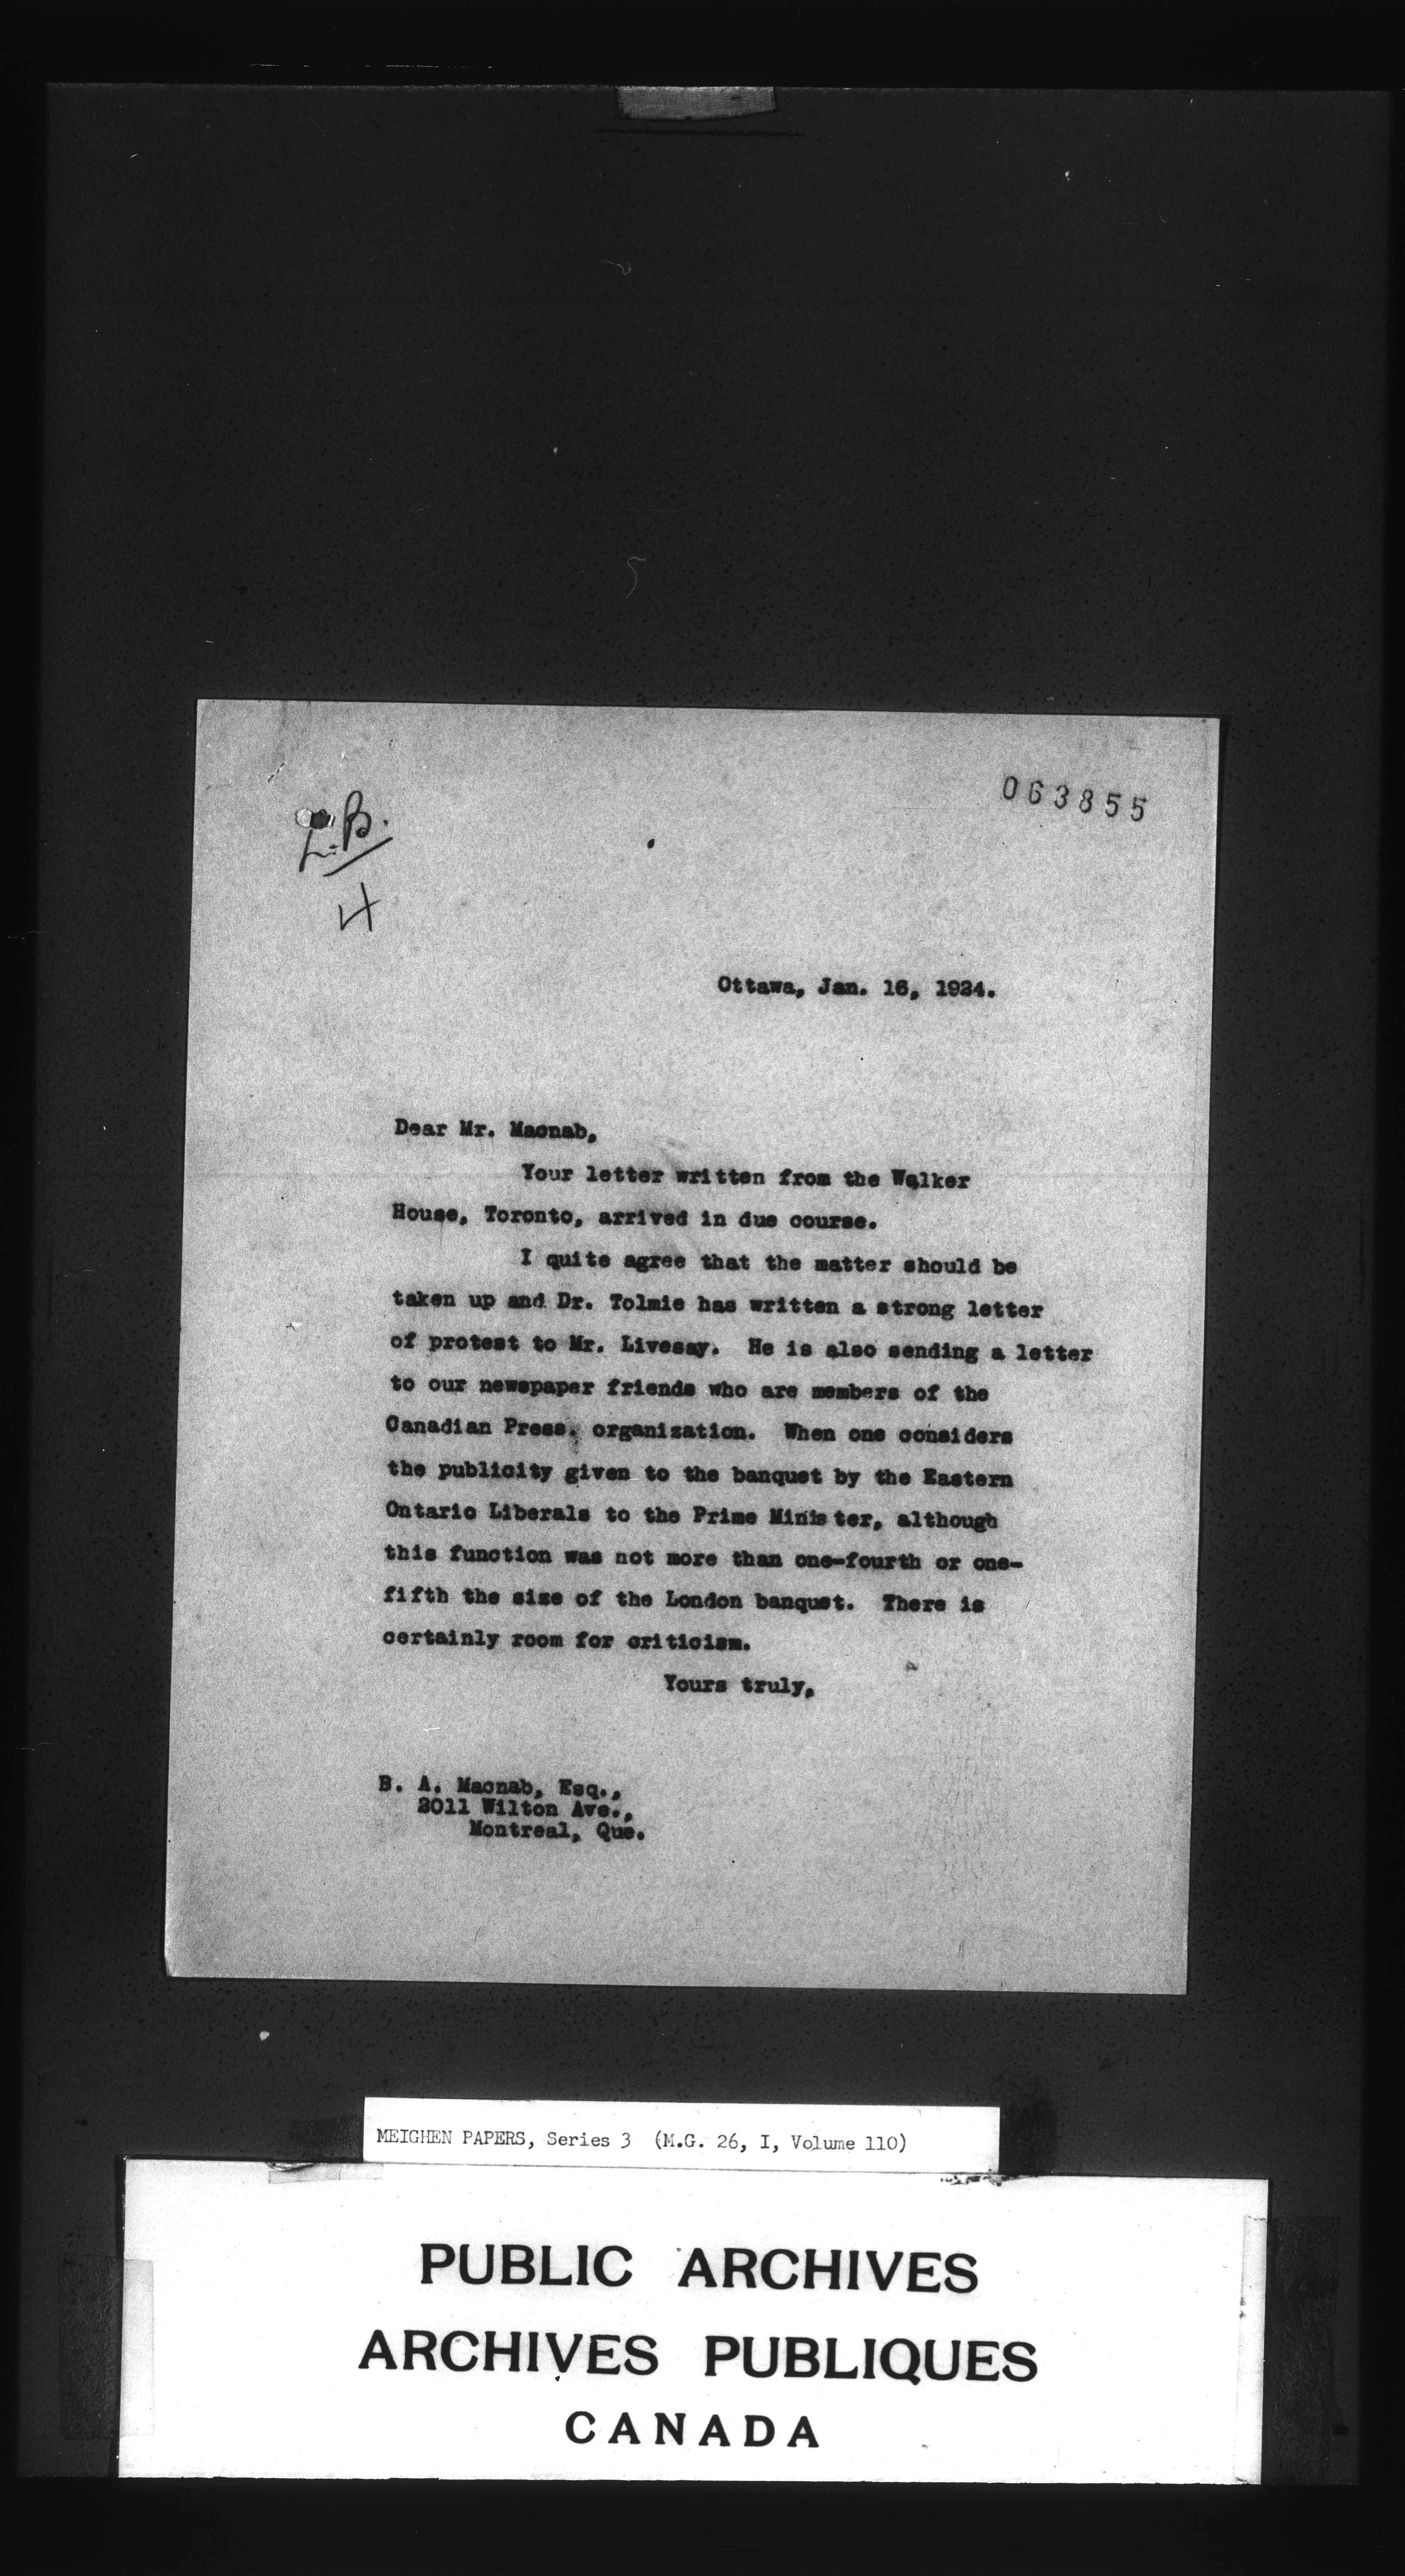 063855
L.B.
4
Ottawa, Jan. 16, 1924.
Dear Mr. Macnab,
Your letter written from the Walker
House, Toronto, arrived in due course.
I quite agree that the matter should be
taken up and Dr. Tolmie has written a strong letter
of protest to Mr. Livesay. He is also sending a letter
to our newspaper friends who are members of the
Canadian Press. organization. When one considers
the publicity given to the banquet by the Eastern
Ontario Liberals to the Prime Minister, although
this function was not more than one-fourth or one-
fifth the size of the London banquet. There is
certainly room for criticism.
Yours truly,
B. A. Macnab, Esq.,
2011 Wilton Ave.,
Montreal, Que.
MEIGHEN PAPERS, Series 3 (M.G. 26, I, Volume 110)
PUBLIC ARCHIVES
ARCHIVES PUBLIQUES
CANADA